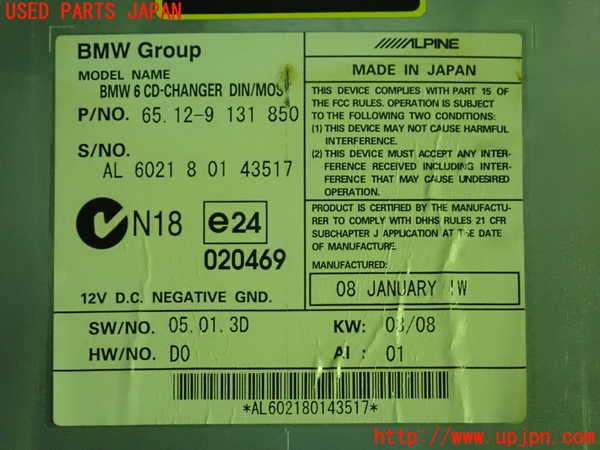 USED PARTS JAPAN
BMW Group
MODEL NAME
BMW 6 CD-CHANGER DIN/MOST
P/NO. 65.12-9 131 850
S/NO.
AL 6021 8 01 43517
N18
e24
020469
12V D.C. NEGATIVE GND.
ALPINE
MADE IN JAPAN
THIS DEVICE COMPLIES WITH PART 15 OF
THE FCC RULES. OPERATION IS SUBJECT
TO THE FOLLOWING TWO CONDITIONS:
(1) THIS DEVICE MAY NOT CAUSE HARMFUL
INTERFERENCE.
(2) THIS DEVICE MUST ACCEPT ANY INTER-
FERENCE RECEIVED INCLUDING INTER-
FERENCE THAT MAY CAUSE UNDESIRED
OPERATION.
PRODUCT IS CERTIFIED BY THE MANUFACTU-
RER TO COMPLY WITH DHHS RULES 21 CFR
SUBCHAPTER J APPLICATION AT THE DATE
OF MANUFACTURE.
MANUFACTURED:
08 JANUARY W
SW/NO. 05.01.3D KW: 03/08
HW/NO. D0 AI : 01
*AL602180143517*
http://www.upjpn.com/